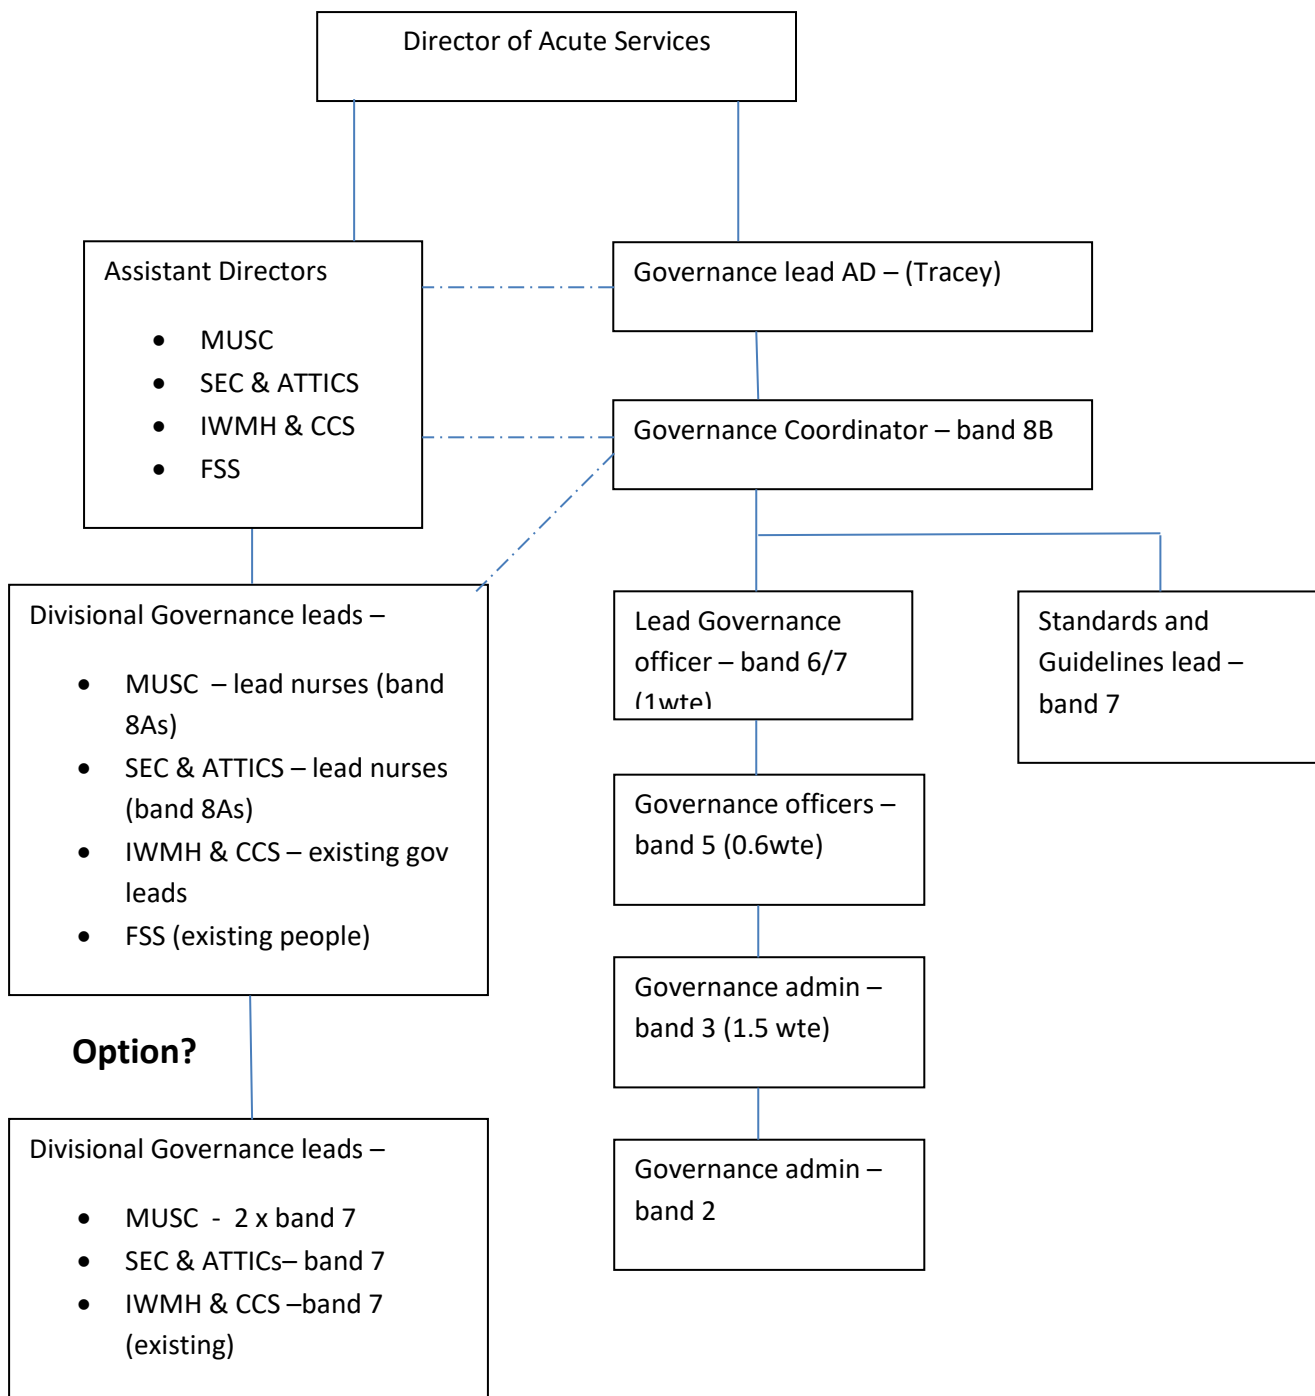 Director of Acute Services
Assistant Directors
• MUSC
• SEC & ATTICS
• IWMH & CCS
• FSS
Governance lead AD – (Tracey)
Governance Coordinator – band 8B
Divisional Governance leads –
• MUSC – lead nurses (band
8As)
• SEC & ATTICS – lead nurses
(band 8As)
• IWMH & CCS – existing gov
leads
• FSS (existing people)
Lead Governance
officer – band 6/7
(1wte)
Standards and
Guidelines lead –
band 7
Governance officers –
band 5 (0.6wte)
Governance admin –
band 3 (1.5 wte)
Governance admin –
band 2
Option?
Divisional Governance leads –
• MUSC - 2 x band 7
• SEC & ATTICs– band 7
• IWMH & CCS –band 7
(existing)